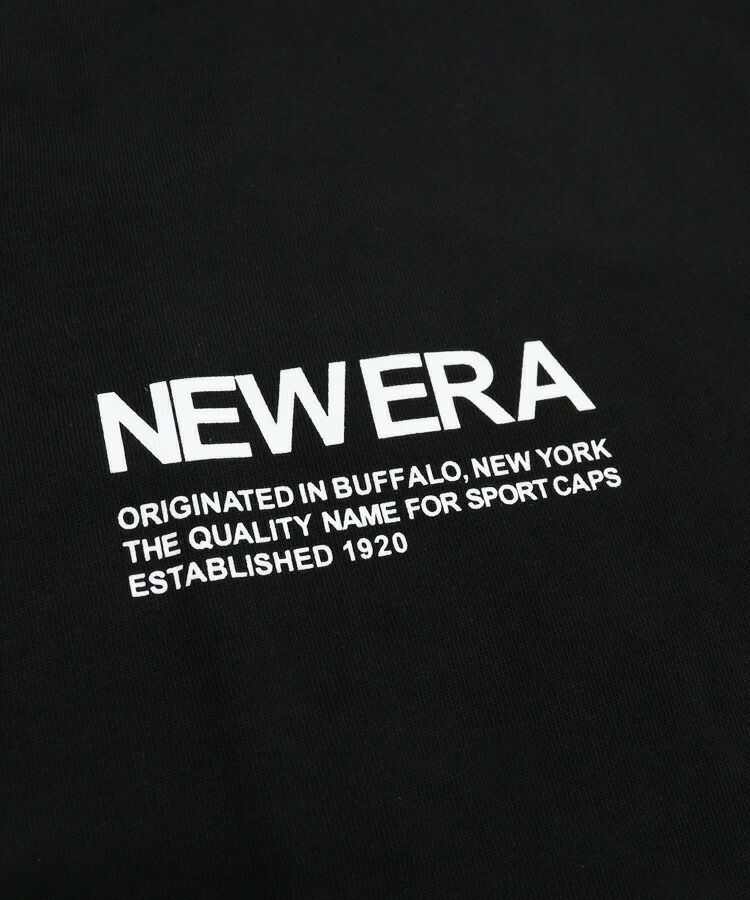 NEW ERA
ORIGINATED IN BUFFALO, NEW YORK
THE QUALITY NAME FOR SPORT CAPS
ESTABLISHED 1920